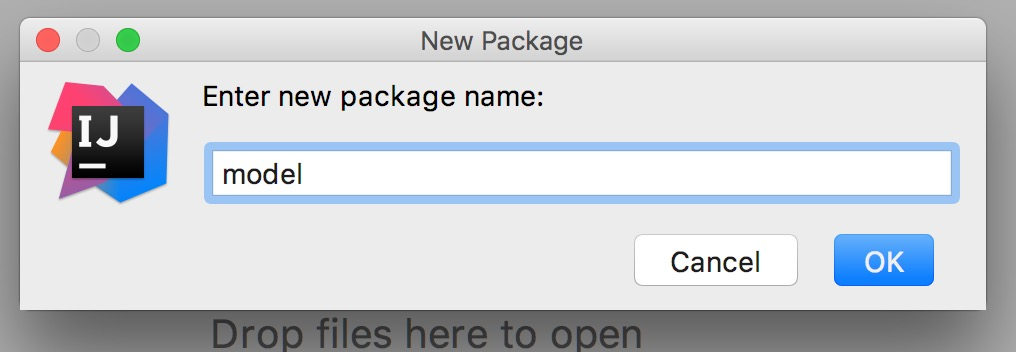 New Package
IJ
Enter new package name:
model
Cancel
OK
Drop files here to open